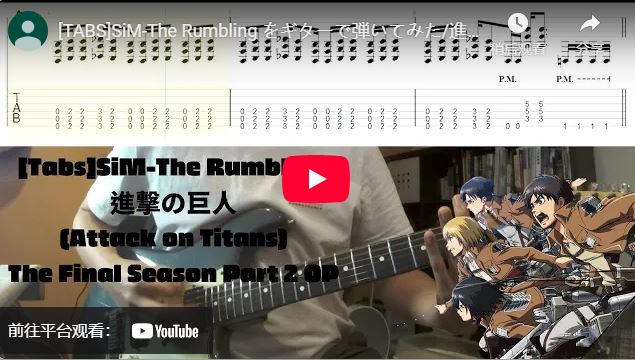 [TABS]SiM-The Rumbling をギターで弾いてみた/進...
稍后观看
分享
P.M.
P.M.
T
A
B
[Tabs]SiM-The Rumbl
進撃の巨人
(Attack on Titans)
The Final Season Part 2 OP
前往平台观看：
YouTube